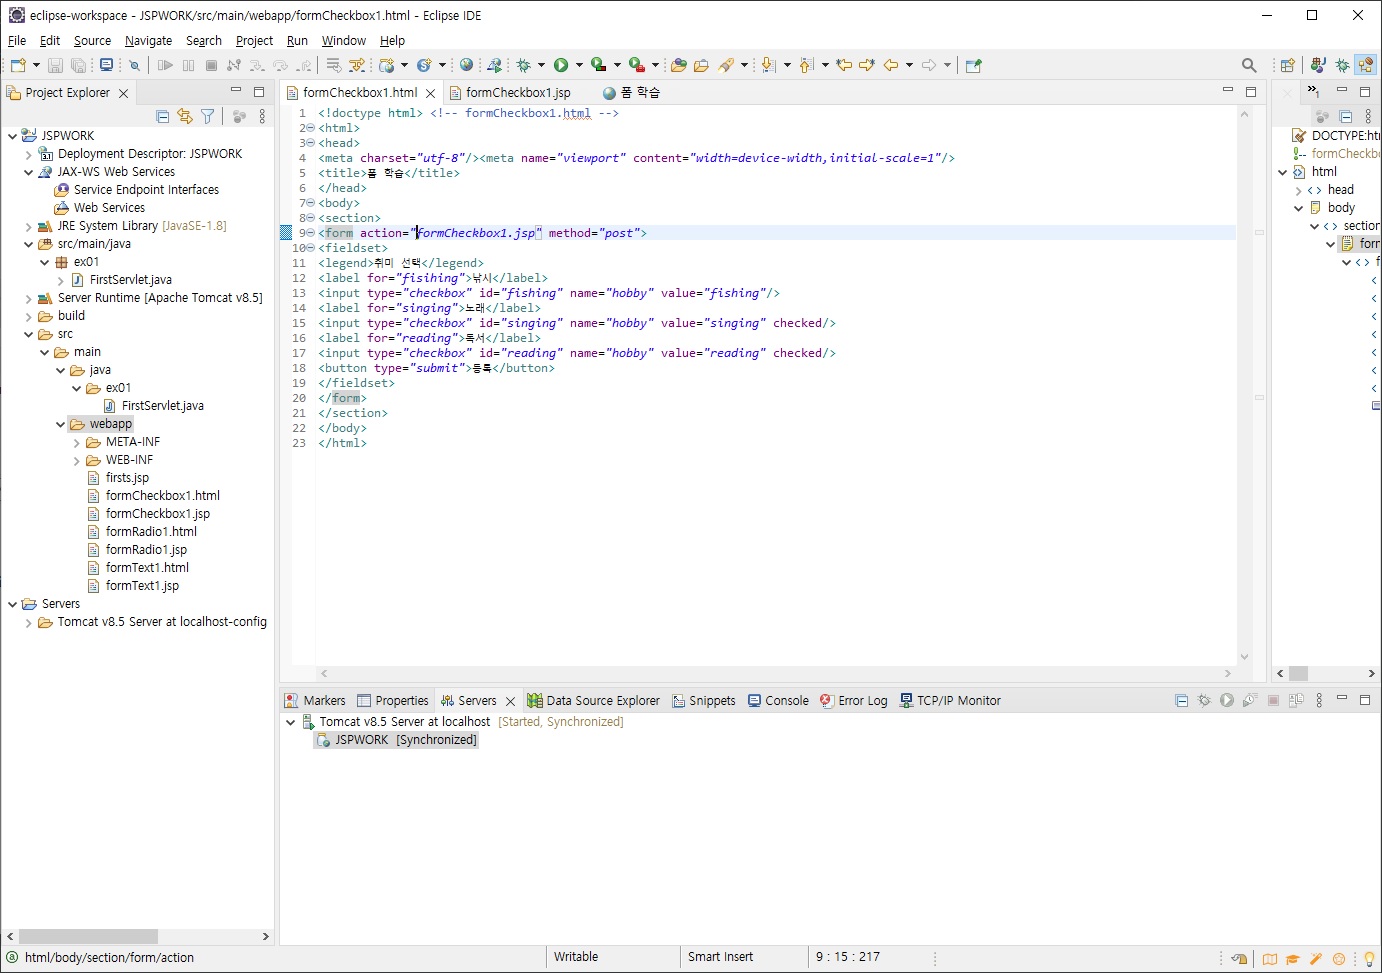 eclipse-workspace - JSPWORK/src/main/webapp/formCheckbox1.html - Eclipse IDE
File Edit Source Navigate Search Project Run Window Help
Project Explorer
JSPWORK
Deployment Descriptor: JSPWORK
JAX-WS Web Services
Service Endpoint Interfaces
Web Services
JRE System Library [JavaSE-1.8]
src/main/java
ex01
FirstServlet.java
Server Runtime [Apache Tomcat v8.5]
build
src
main
java
ex01
FirstServlet.java
webapp
META-INF
WEB-INF
firsts.jsp
formCheckbox1.html
formCheckbox1.jsp
formRadio1.html
formRadio1.jsp
formText1.html
formText1.jsp
Servers
Tomcat v8.5 Server at localhost-config
formCheckbox1.html formCheckbox1.jsp 폼 학습
1 <!doctype html> <!-- formCheckbox1.html -->
2 <html>
3 <head>
4 <meta charset="utf-8"/><meta name="viewport" content="width=device-width,initial-scale=1"/>
5 <title>폼 학습</title>
6 </head>
7 <body>
8 <section>
9 <form action="formCheckbox1.jsp" method="post">
10 <fieldset>
11 <legend>취미 선택</legend>
12 <label for="fisihing">낚시</label>
13 <input type="checkbox" id="fishing" name="hobby" value="fishing"/>
14 <label for="singing">노래</label>
15 <input type="checkbox" id="singing" name="hobby" value="singing" checked/>
16 <label for="reading">독서</label>
17 <input type="checkbox" id="reading" name="hobby" value="reading" checked/>
18 <button type="submit">등록</button>
19 </fieldset>
20 </form>
21 </section>
22 </body>
23 </html>
»1
DOCTYPE:ht
formCheckb
html
head
body
section
for
f
Markers Properties Servers Data Source Explorer Snippets Console Error Log TCP/IP Monitor
Tomcat v8.5 Server at localhost [Started, Synchronized]
JSPWORK [Synchronized]
html/body/section/form/action Writable Smart Insert 9 : 15 : 217